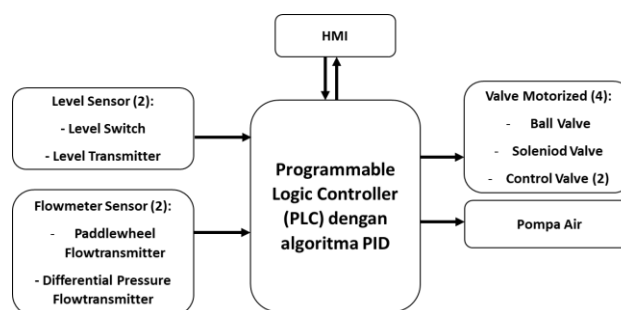 HMI
Level Sensor (2):
- Level Switch
- Level Transmitter
Flowmeter Sensor (2):
- Paddlewheel
Flowtransmitter
- Differential Pressure
Flowtransmitter
Programmable
Logic Controller
(PLC) dengan
algoritma PID
Valve Motorized (4):
- Ball Valve
- Soleniod Valve
- Control Valve (2)
Pompa Air